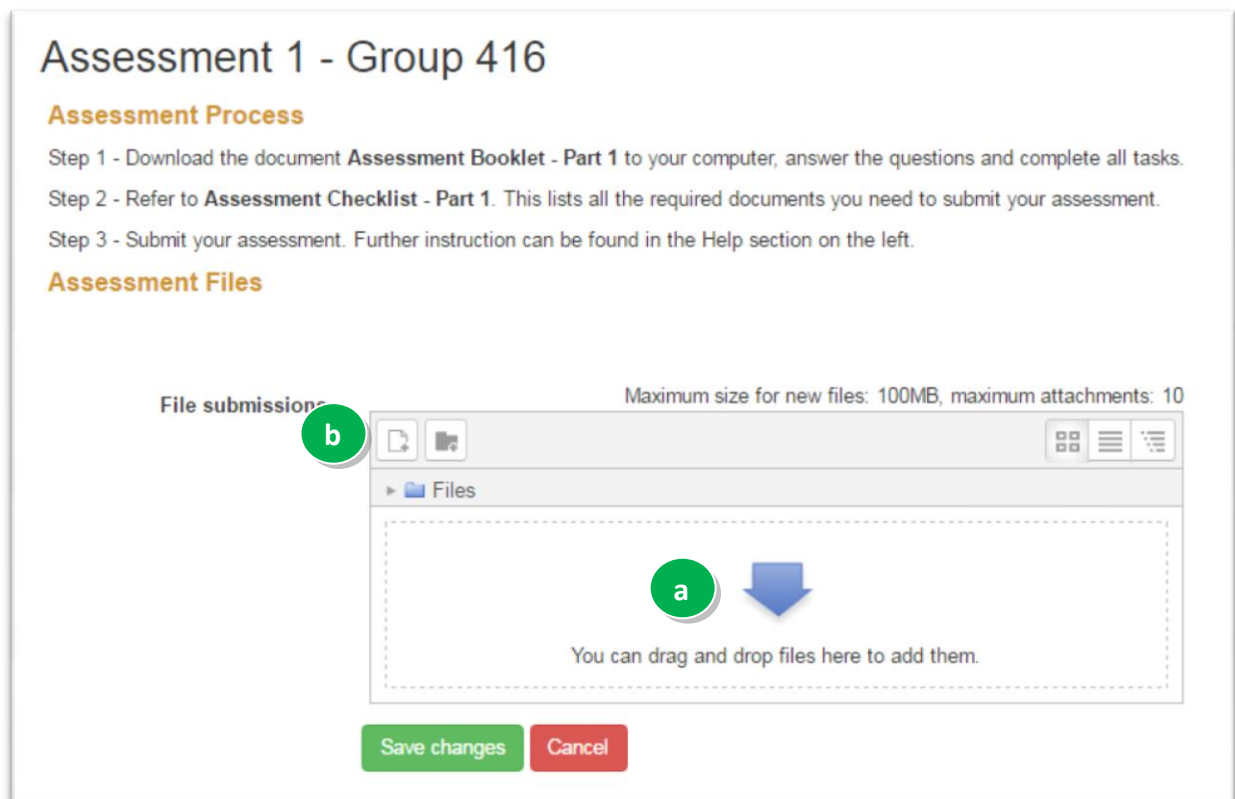 Assessment 1 - Group 416
Assessment Process
Step 1 - Download the document Assessment Booklet - Part 1 to your computer, answer the questions and complete all tasks.
Step 2 - Refer to Assessment Checklist - Part 1. This lists all the required documents you need to submit your assessment.
Step 3 - Submit your assessment. Further instruction can be found in the Help section on the left.
Assessment Files
Maximum size for new files: 100MB, maximum attachments: 10
File submissions
b
Files
a
You can drag and drop files here to add them.
Save changes Cancel